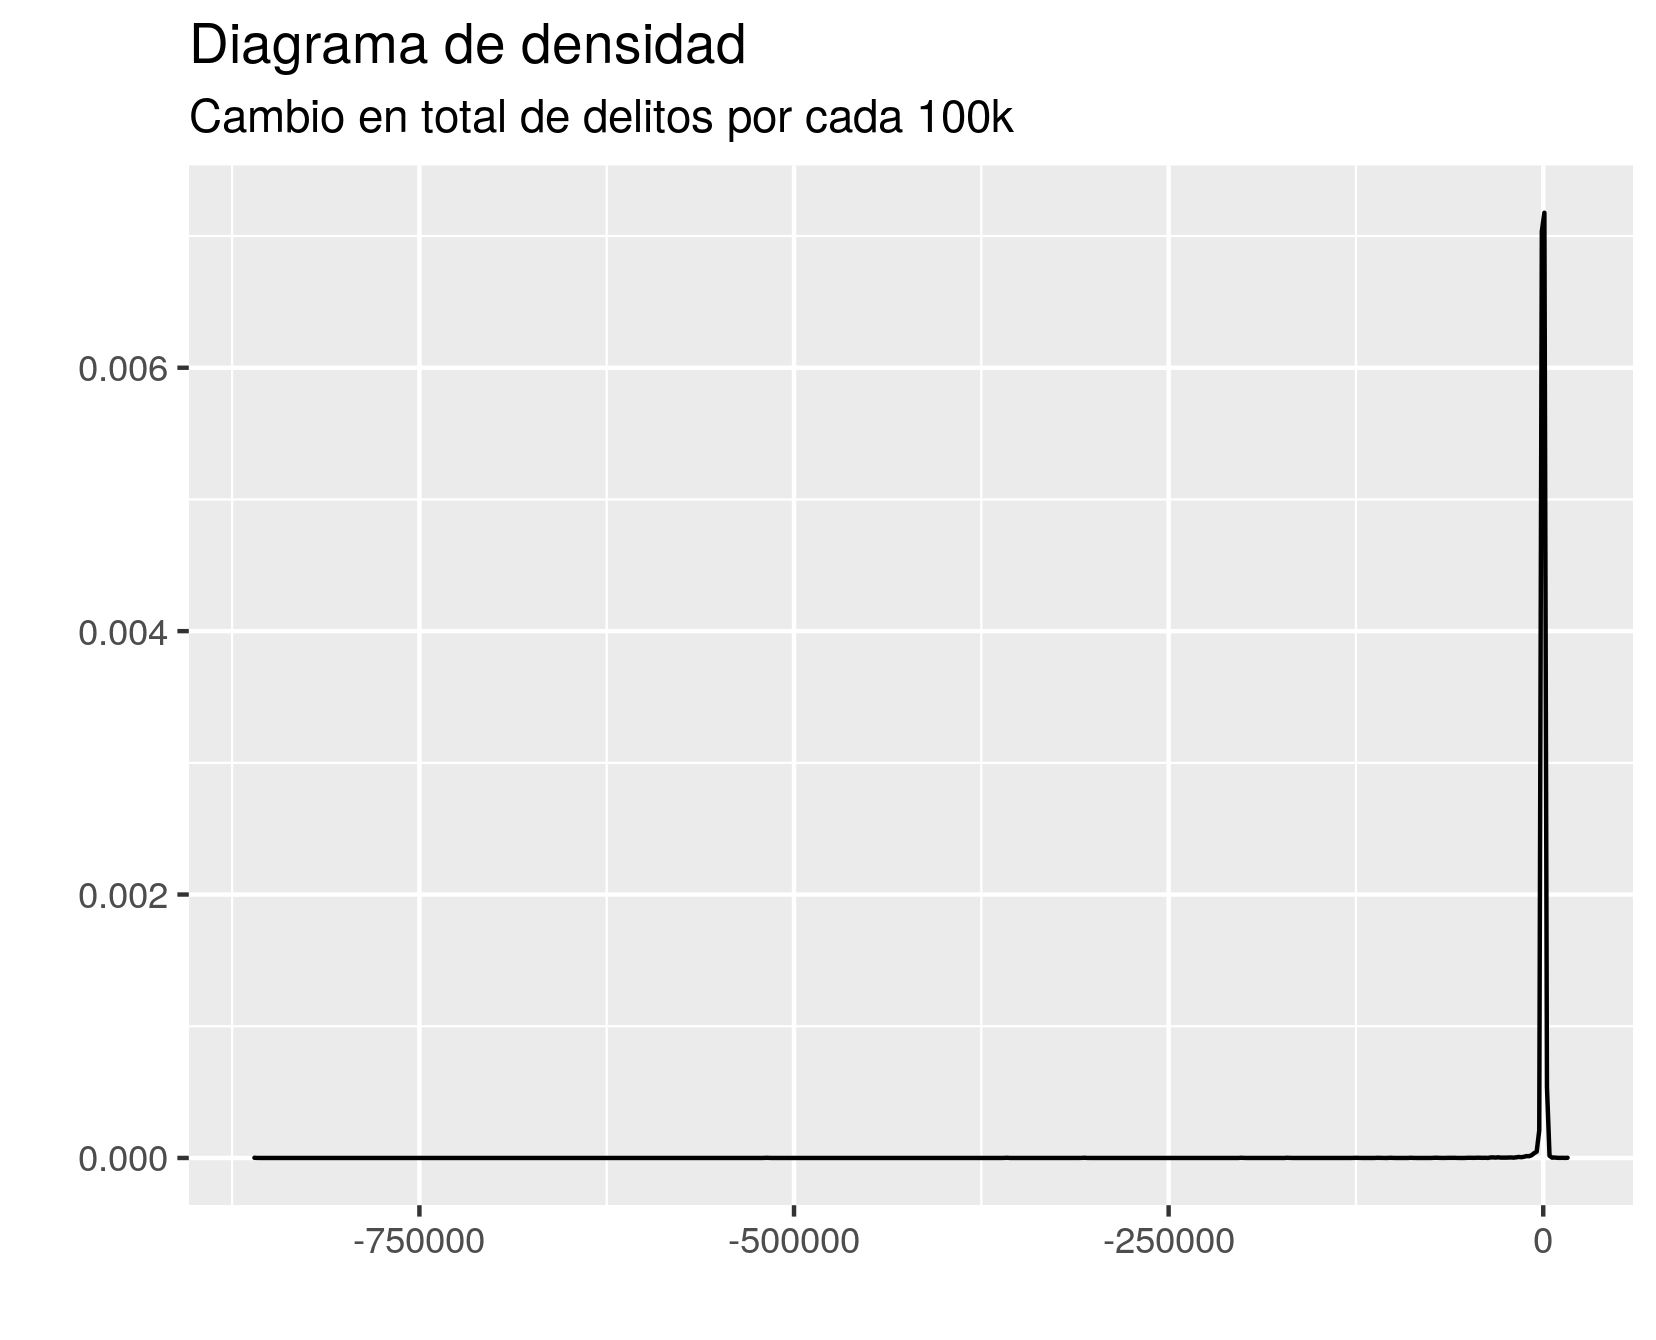 Diagrama de densidad
Cambio en total de delitos por cada 100k
0.006
0.004
0.002
0.000
-750000 -500000 -250000 0